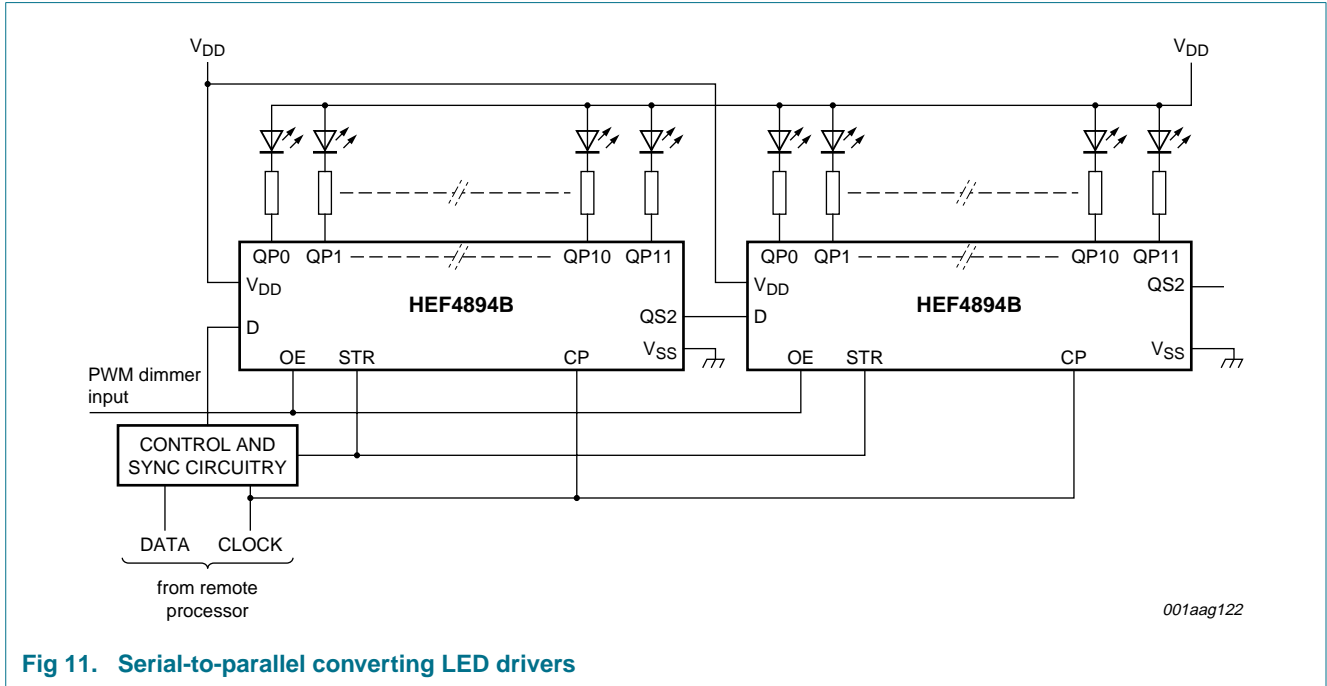 VDD VDD
QP0 QP1 QP10 QP11 QP0 QP1 QP10 QP11
VDD VDD QS2
HEF4894B HEF4894B
D QS2 D
VSS VSS
OE STR CP OE STR CP
PWM dimmer
input
CONTROL AND
SYNC CIRCUITRY
DATA CLOCK
from remote
processor
001aag122
Fig 11. Serial-to-parallel converting LED drivers